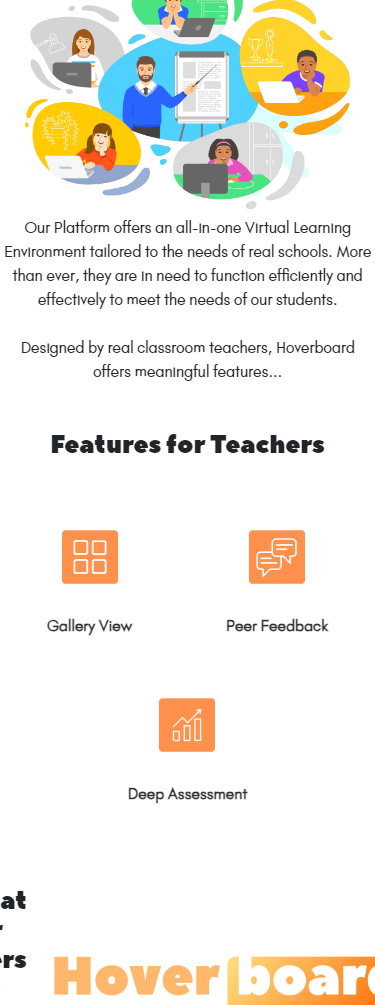 Our Platform offers an all-in-one Virtual Learning
Environment tailored to the needs of real schools. More
than ever, they are in need to function efficiently and
effectively to meet the needs of our students.
Designed by real classroom teachers, Hoverboard
offers meaningful features...
Features for Teachers
Gallery View
Peer Feedback
Deep Assessment
at
ers
Hover board